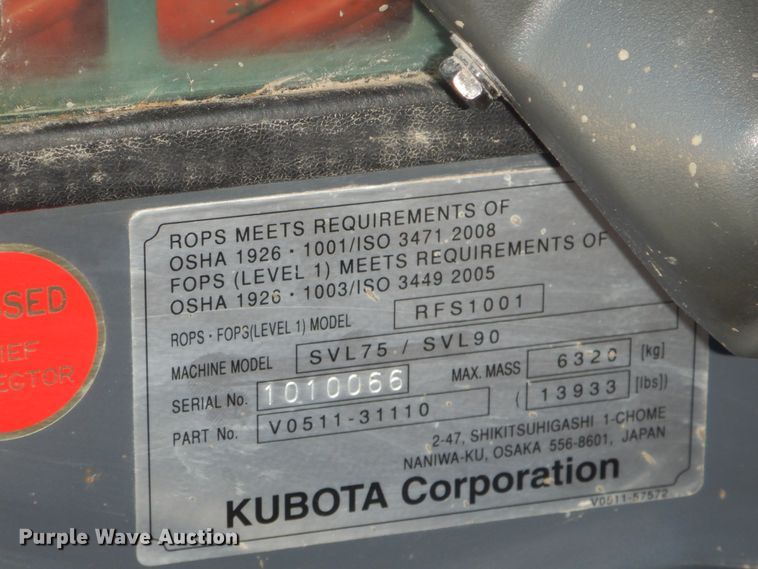 ROPS MEETS REQUIREMENTS OF
OSHA 1926・1001/ISO 3471 2008
FOPS (LEVEL 1) MEETS REQUIREMENTS OF
OSHA 1926・1003/ISO 3449 2005
ROPS・FOPS(LEVEL 1) MODEL RFS1001
MACHINE MODEL SVL75 / SVL90
SERIAL No. 1010066 MAX. MASS 6320 [kg]
PART No. V0511-31110 ( 13933 [lbs])
2-47, SHIKITSUHIGASHI 1-CHOME
NANIWA-KU, OSAKA 556-8601, JAPAN
KUBOTA Corporation
V0511-57572
Purple Wave Auction